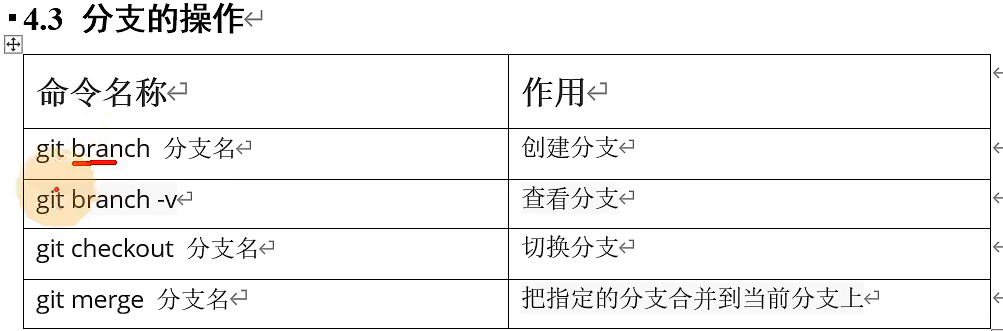 4.3 分支的操作
命令名称 作用
git branch 分支名 创建分支
git branch -v 查看分支
git checkout 分支名 切换分支
git merge 分支名 把指定的分支合并到当前分支上